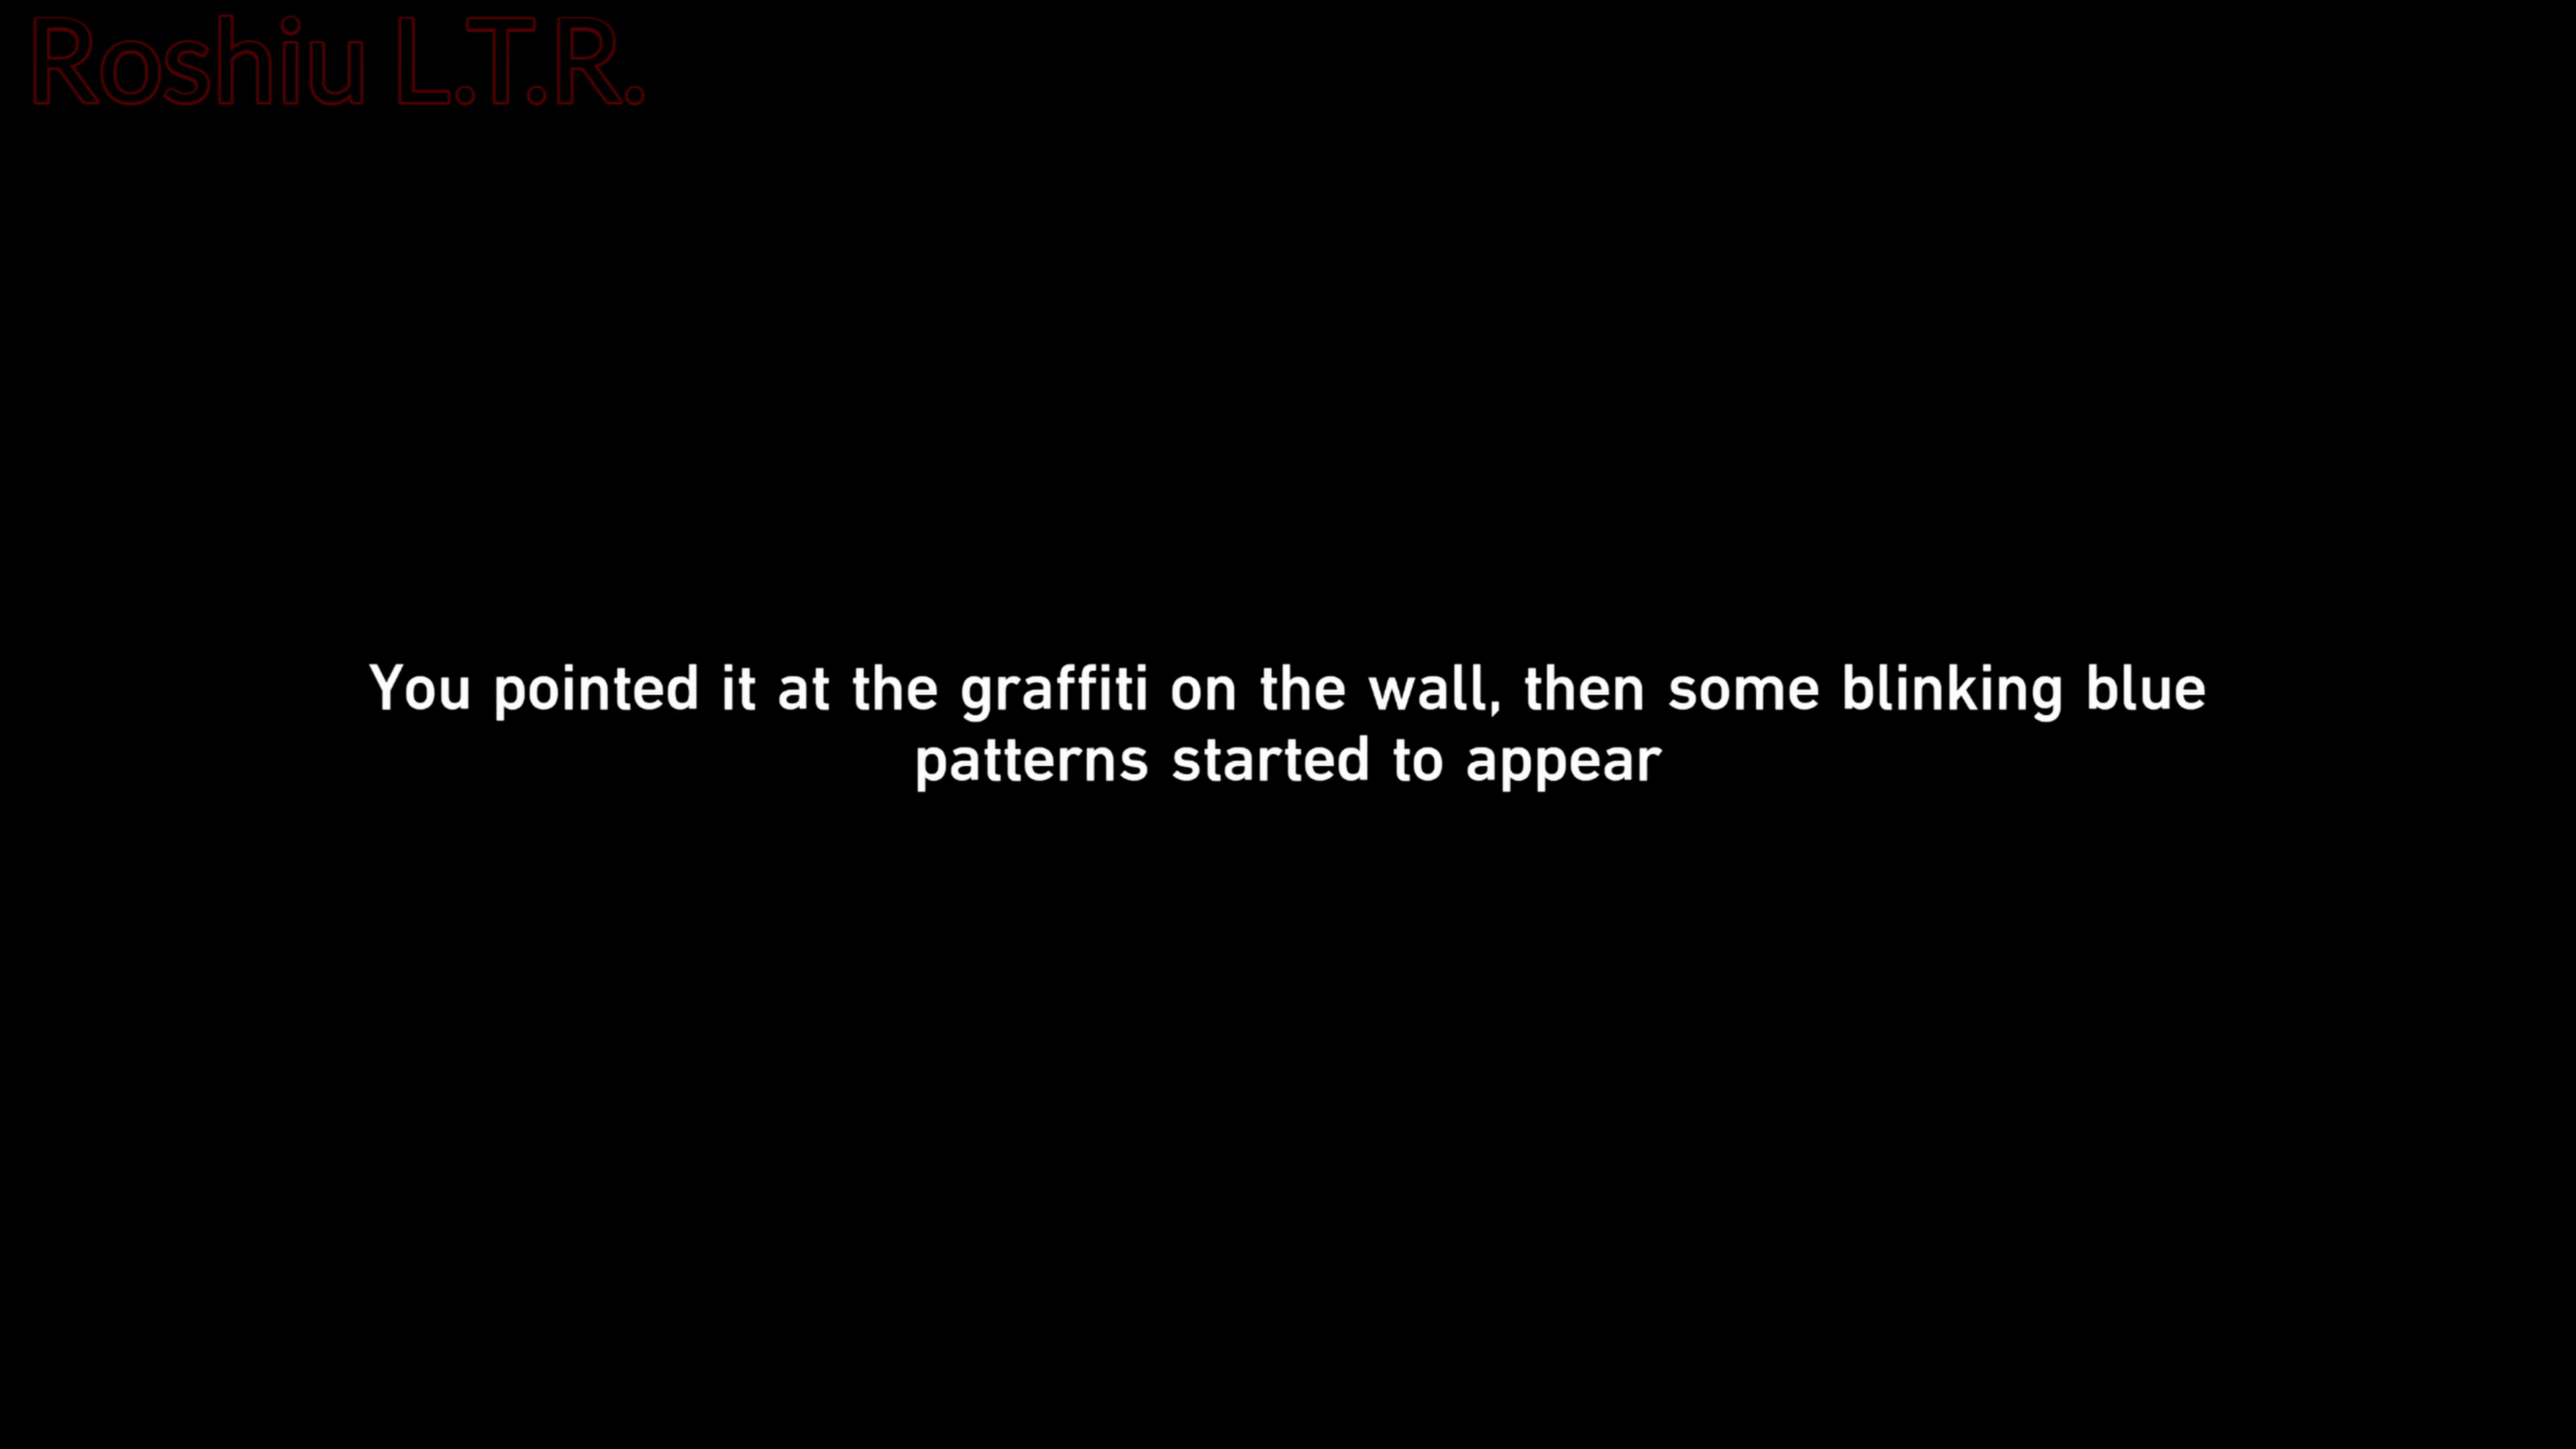 Roshiu L.T.R.
You pointed it at the graffiti on the wall, then some blinking blue
patterns started to appear